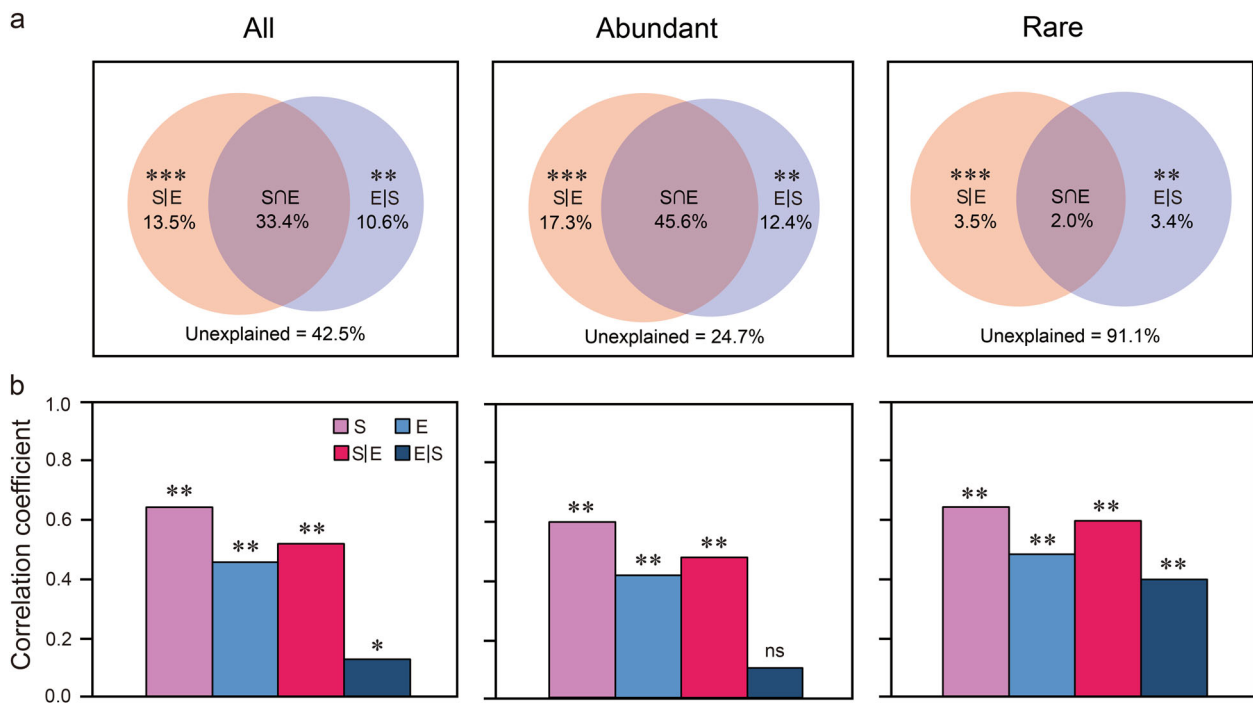 a
All
Abundant
Rare
***
S|E
13.5%
S∩E
33.4%
**
E|S
10.6%
Unexplained = 42.5%
***
S|E
17.3%
S∩E
45.6%
**
E|S
12.4%
Unexplained = 24.7%
***
S|E
3.5%
S∩E
2.0%
**
E|S
3.4%
Unexplained = 91.1%
b
Correlation coefficient
1.0
0.8
0.6
0.4
0.2
0.0
S E
S|E E|S
**
**
**
*
**
**
**
ns
**
**
**
**